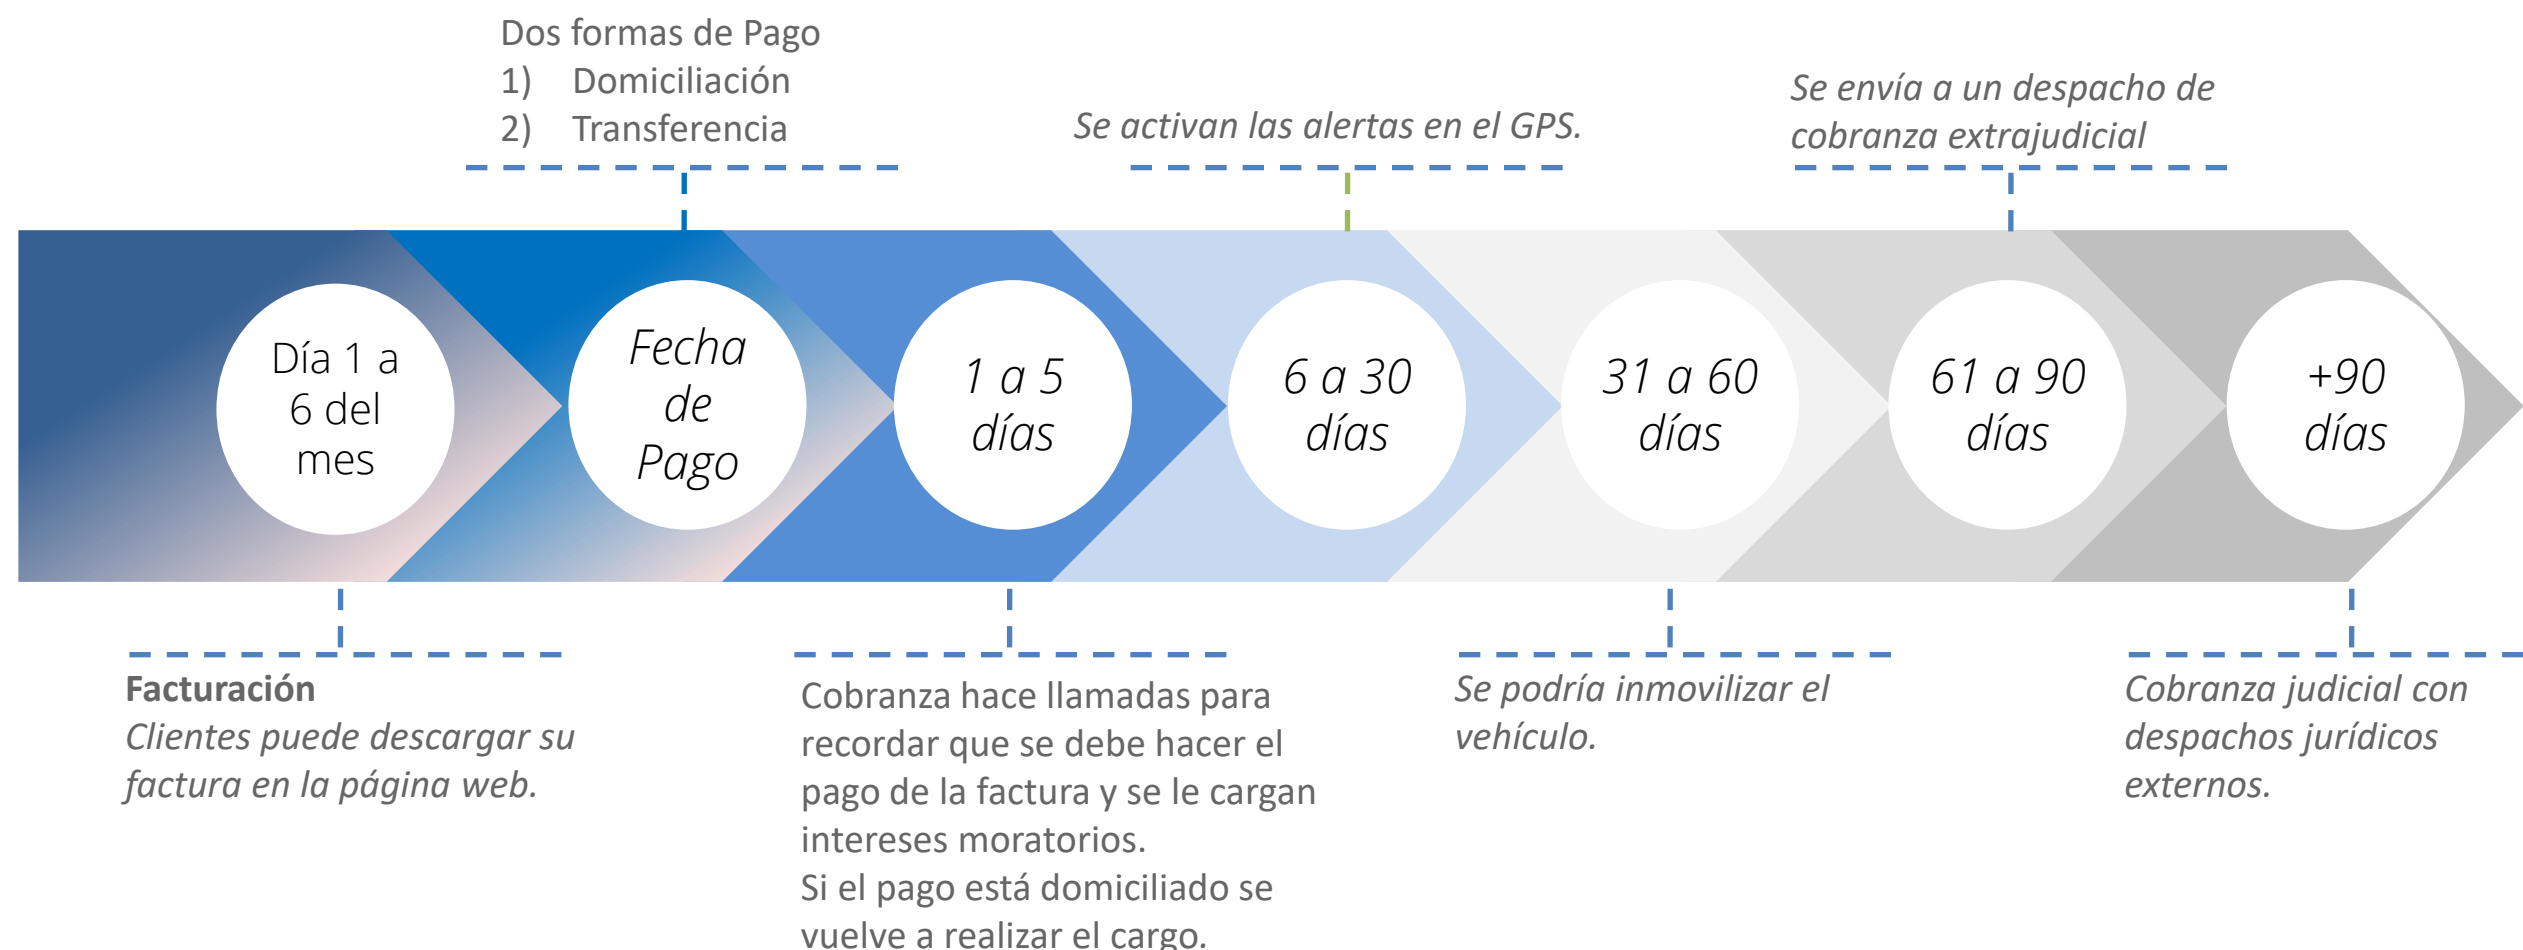 Dos formas de Pago
1) Domiciliación
2) Transferencia
Se activan las alertas en el GPS.
Se envía a un despacho de
cobranza extrajudicial
Día 1 a
6 del
mes
Fecha
de
Pago
1 a 5
días
6 a 30
días
31 a 60
días
61 a 90
días
+90
días
Facturación
Clientes puede descargar su
factura en la página web.
Cobranza hace llamadas para
recordar que se debe hacer el
pago de la factura y se le cargan
intereses moratorios.
Si el pago está domiciliado se
vuelve a realizar el cargo.
Se podría inmovilizar el
vehículo.
Cobranza judicial con
despachos jurídicos
externos.